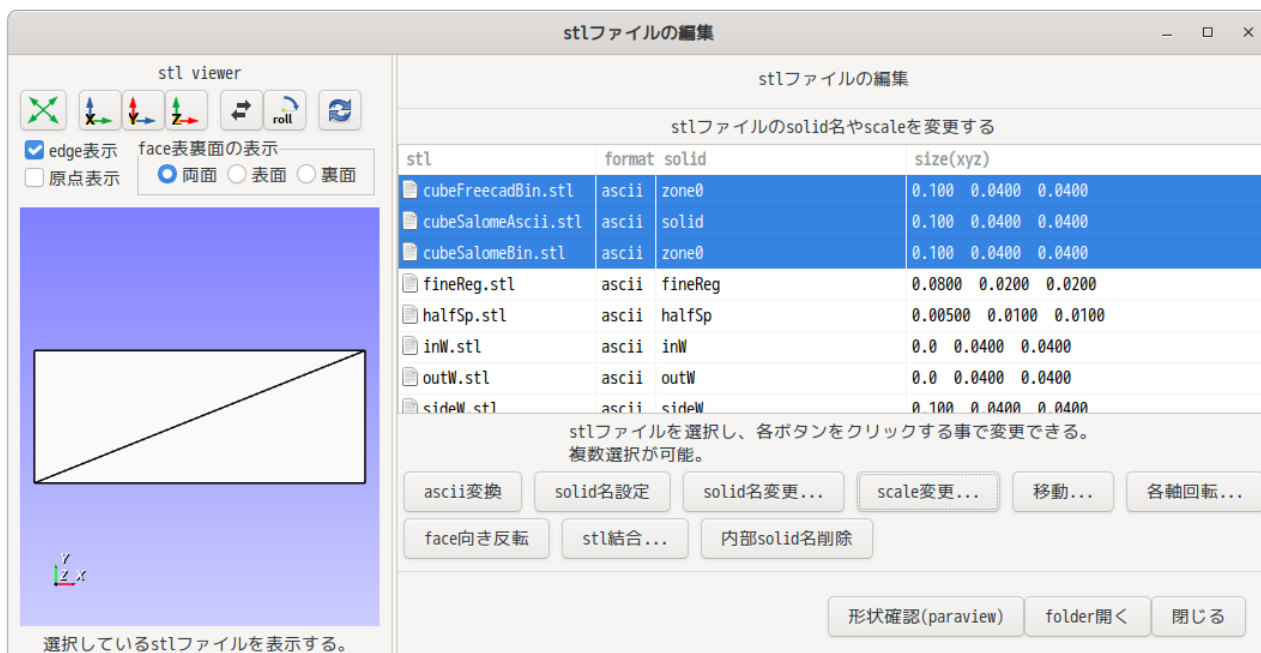 stlファイルの編集
stl viewer
X Y Z roll
edge表示
原点表示
face表裏面の表示
両面 表面 裏面
Y
Z X
選択しているstlファイルを表示する。
stlファイルの編集
stlファイルのsolid名やscaleを変更する
stl format solid size(xyz)
cubeFreecadBin.stl ascii zone0 0.100 0.0400 0.0400
cubeSalomeAscii.stl ascii solid 0.100 0.0400 0.0400
cubeSalomeBin.stl ascii zone0 0.100 0.0400 0.0400
fineReg.stl ascii fineReg 0.0800 0.0200 0.0200
halfSp.stl ascii halfSp 0.00500 0.0100 0.0100
inW.stl ascii inW 0.0 0.0400 0.0400
outW.stl ascii outW 0.0 0.0400 0.0400
sideW.stl ascii sideW 0.100 0.0400 0.0400
stlファイルを選択し、各ボタンをクリックする事で変更できる。
複数選択が可能。
ascii変換 solid名設定 solid名変更... scale変更... 移動... 各軸回転...
face向き反転 stl結合... 内部solid名削除
形状確認(paraview) folder開く 閉じる